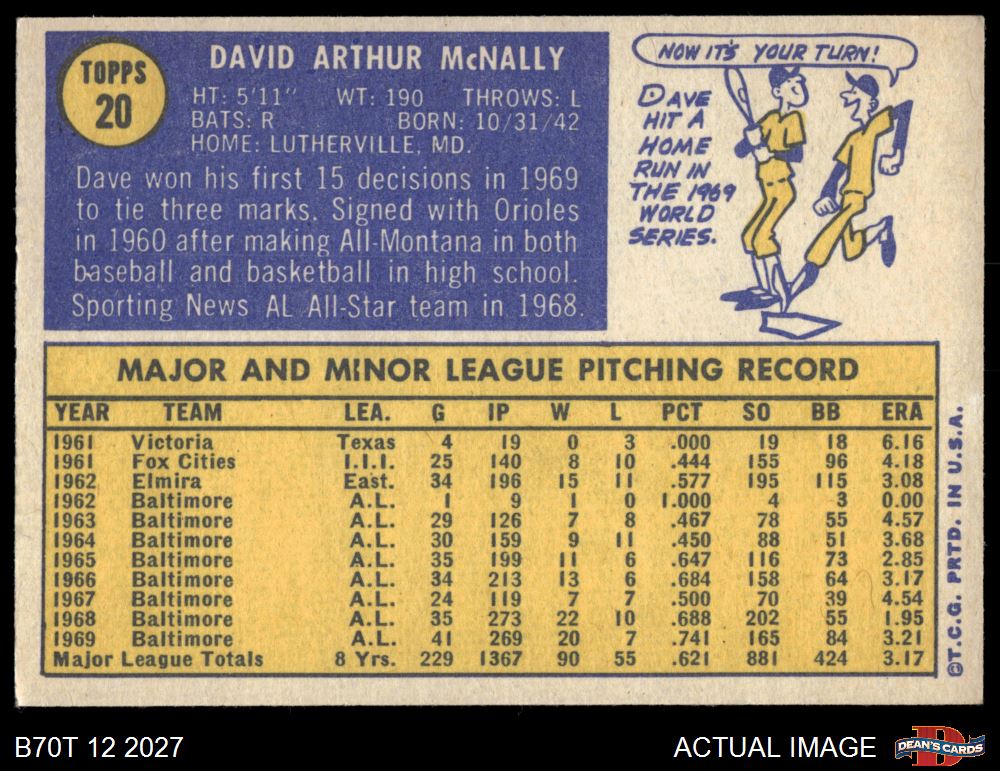 TOPPS
20
DAVID ARTHUR McNALLY
HT: 5'11" WT: 190 THROWS: L
BATS: R BORN: 10/31/42
HOME: LUTHERVILLE, MD.
Dave won his first 15 decisions in 1969
to tie three marks. Signed with Orioles
in 1960 after making All-Montana in both
baseball and basketball in high school.
Sporting News AL All-Star team in 1968.
NOW IT'S YOUR TURN!
DAVE
HIT A
HOME
RUN IN
THE 1969
WORLD
SERIES.
MAJOR AND MINOR LEAGUE PITCHING RECORD
YEAR TEAM LEA. G IP W L PCT SO BB ERA
1961 Victoria Texas 4 19 0 3 .000 19 18 6.16
1961 Fox Cities I.I.I. 25 140 8 10 .444 155 96 4.18
1962 Elmira East. 34 196 15 11 .577 195 115 3.08
1962 Baltimore A.L. 1 9 1 0 1.000 4 3 0.00
1963 Baltimore A.L. 29 126 7 8 .467 78 55 4.57
1964 Baltimore A.L. 30 159 9 11 .450 88 51 3.68
1965 Baltimore A.L. 35 199 11 6 .647 116 73 2.85
1966 Baltimore A.L. 34 213 13 6 .684 158 64 3.17
1967 Baltimore A.L. 24 119 7 7 .500 70 39 4.54
1968 Baltimore A.L. 35 273 22 10 .688 202 55 1.95
1969 Baltimore A.L. 41 269 20 7 .741 165 84 3.21
Major League Totals 8 Yrs. 229 1367 90 55 .621 881 424 3.17
©T.C.G. PRTD. IN U.S.A.
B70T 12 2027
ACTUAL IMAGE
DEAN'S CARDS